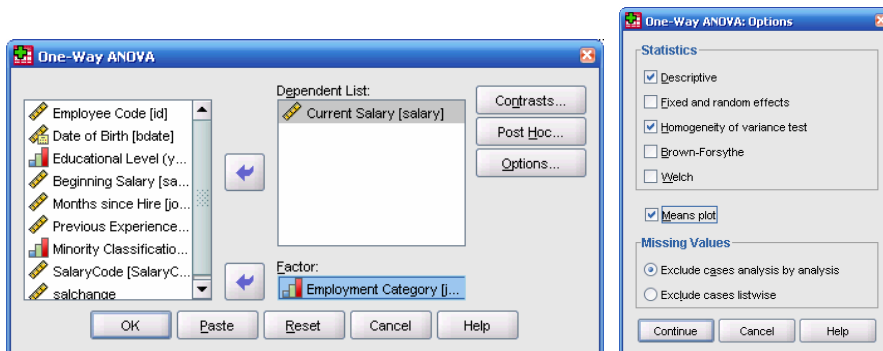 One-Way ANOVA
Employee Code [id]
Date of Birth [bdate]
Educational Level (y...
Beginning Salary [sa...
Months since Hire [jo...
Previous Experience...
Minority Classificatio...
SalaryCode [SalaryC...
salchange
Dependent List:
Current Salary [salary]
Factor:
Employment Category [j...
Contrasts...
Post Hoc...
Options...
OK
Paste
Reset
Cancel
Help
One-Way ANOVA: Options
Statistics
Descriptive
Fixed and random effects
Homogeneity of variance test
Brown-Forsythe
Welch
Means plot
Missing Values
Exclude cases analysis by analysis
Exclude cases listwise
Continue
Cancel
Help